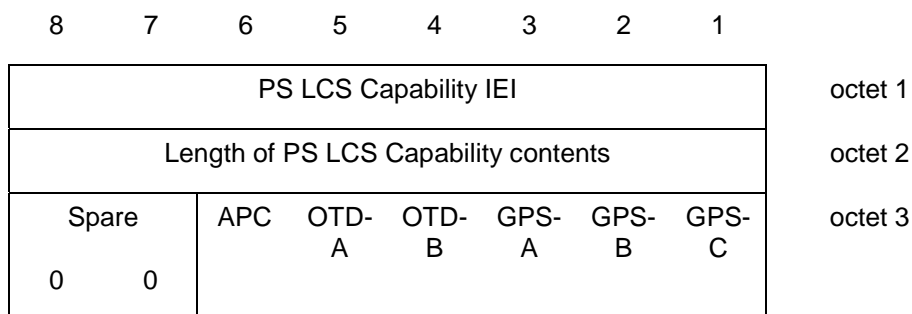 8 7 6 5 4 3 2 1
PS LCS Capability IEI octet 1
Length of PS LCS Capability contents octet 2
Spare APC OTD- OTD- GPS- GPS- GPS- octet 3
A B A B C
0 0